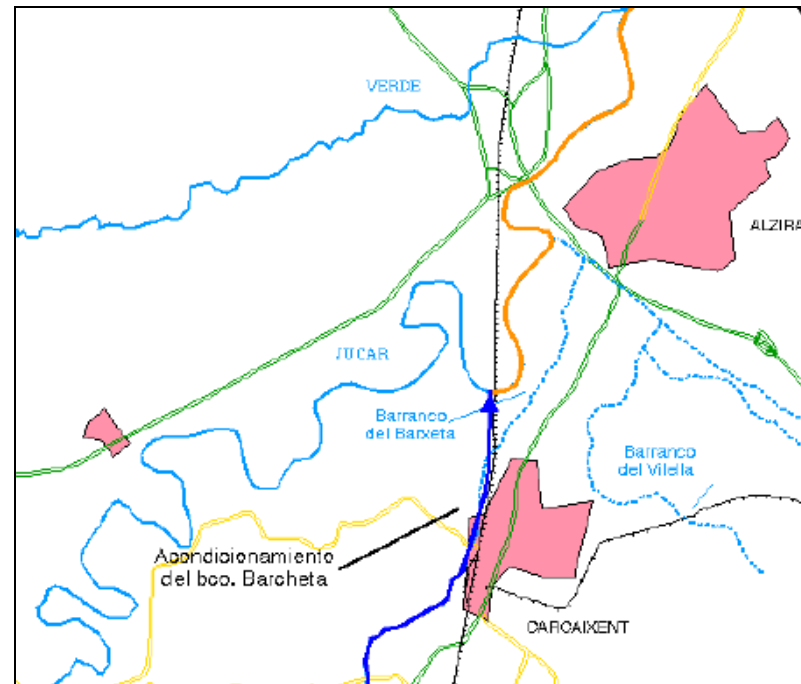 VERDE
ALZIRA
JUCAR
Barranco
del Barxeta
Barranco
del Vilella
Acondicionamiento
del bco. Barcheta
CARCAIXENT